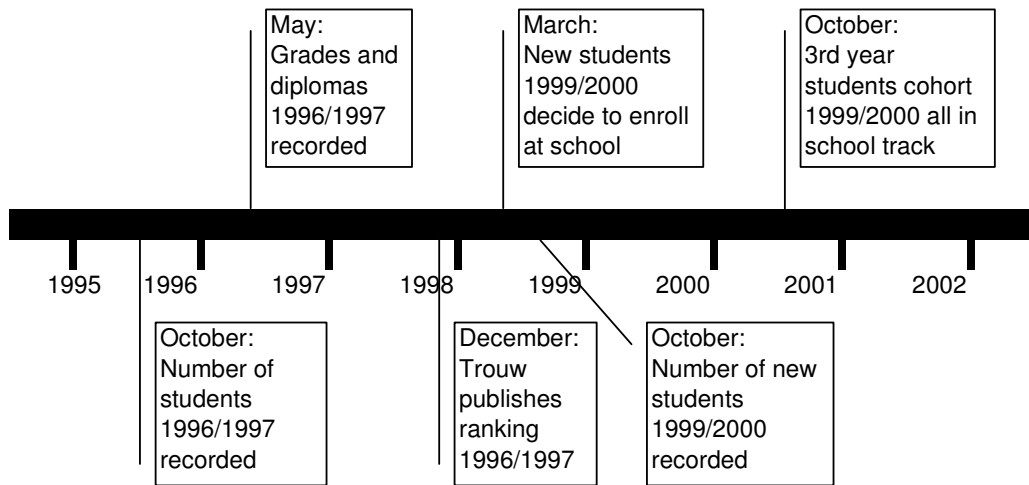 May:
Grades and
diplomas
1996/1997
recorded
March:
New students
1999/2000
decide to enroll
at school
October:
3rd year
students cohort
1999/2000 all in
school track
1995
1996
1997
1998
1999
2000
2001
2002
October:
Number of
students
1996/1997
recorded
December:
Trouw
publishes
ranking
1996/1997
October:
Number of new
students
1999/2000
recorded